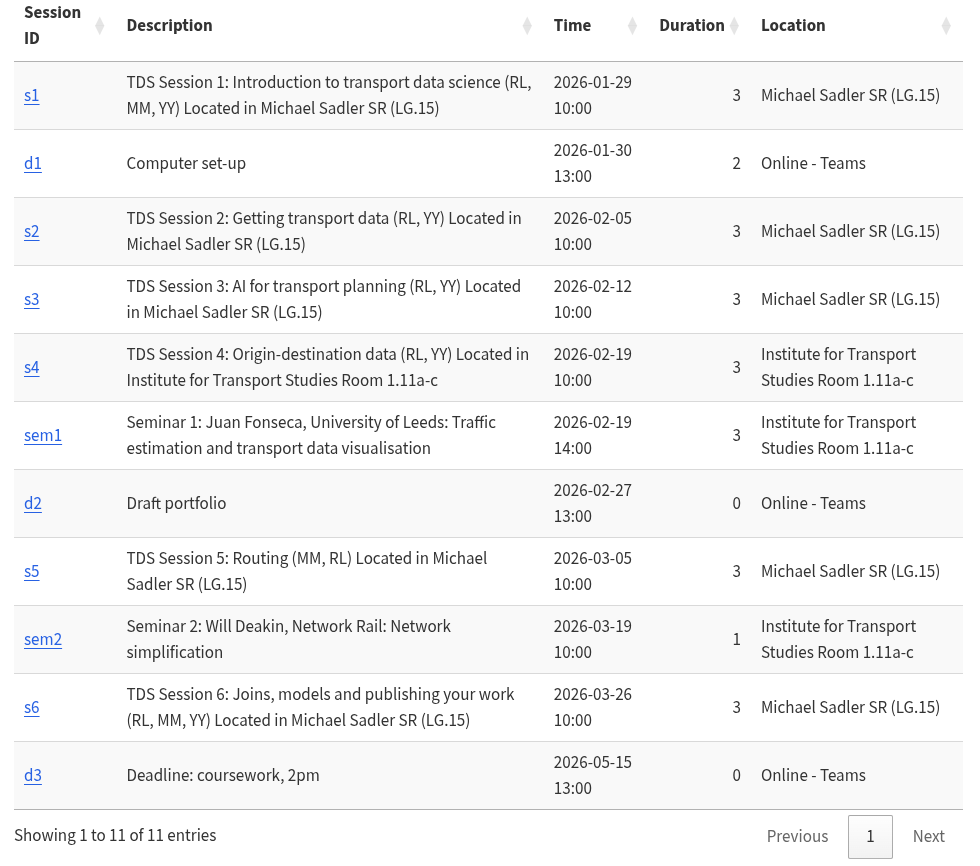 Session ID Description Time Duration Location
s1 TDS Session 1: Introduction to transport data science (RL, MM, YY) Located in Michael Sadler SR (LG.15) 2026-01-29 10:00 3 Michael Sadler SR (LG.15)
d1 Computer set-up 2026-01-30 13:00 2 Online - Teams
s2 TDS Session 2: Getting transport data (RL, YY) Located in Michael Sadler SR (LG.15) 2026-02-05 10:00 3 Michael Sadler SR (LG.15)
s3 TDS Session 3: AI for transport planning (RL, YY) Located in Michael Sadler SR (LG.15) 2026-02-12 10:00 3 Michael Sadler SR (LG.15)
s4 TDS Session 4: Origin-destination data (RL, YY) Located in Institute for Transport Studies Room 1.11a-c 2026-02-19 10:00 3 Institute for Transport Studies Room 1.11a-c
sem1 Seminar 1: Juan Fonseca, University of Leeds: Traffic estimation and transport data visualisation 2026-02-19 14:00 3 Institute for Transport Studies Room 1.11a-c
d2 Draft portfolio 2026-02-27 13:00 0 Online - Teams
s5 TDS Session 5: Routing (MM, RL) Located in Michael Sadler SR (LG.15) 2026-03-05 10:00 3 Michael Sadler SR (LG.15)
sem2 Seminar 2: Will Deakin, Network Rail: Network simplification 2026-03-19 10:00 1 Institute for Transport Studies Room 1.11a-c
s6 TDS Session 6: Joins, models and publishing your work (RL, MM, YY) Located in Michael Sadler SR (LG.15) 2026-03-26 10:00 3 Michael Sadler SR (LG.15)
d3 Deadline: coursework, 2pm 2026-05-15 13:00 0 Online - Teams
Showing 1 to 11 of 11 entries Previous 1 Next